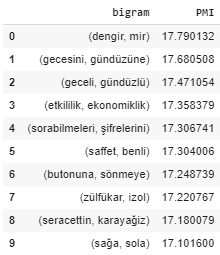 bigram PMI
0 (dengir, mir) 17.790132
1 (gecesini, gündüzüne) 17.680508
2 (geceli, gündüzlü) 17.471054
3 (etkililik, ekonomiklik) 17.358379
4 (sorabilmeleri, şifrelerini) 17.306741
5 (saffet, benli) 17.304006
6 (butonuna, sönmeye) 17.248739
7 (zülfükar, izol) 17.220767
8 (seracettin, karayağiz) 17.180079
9 (sağa, sola) 17.101600